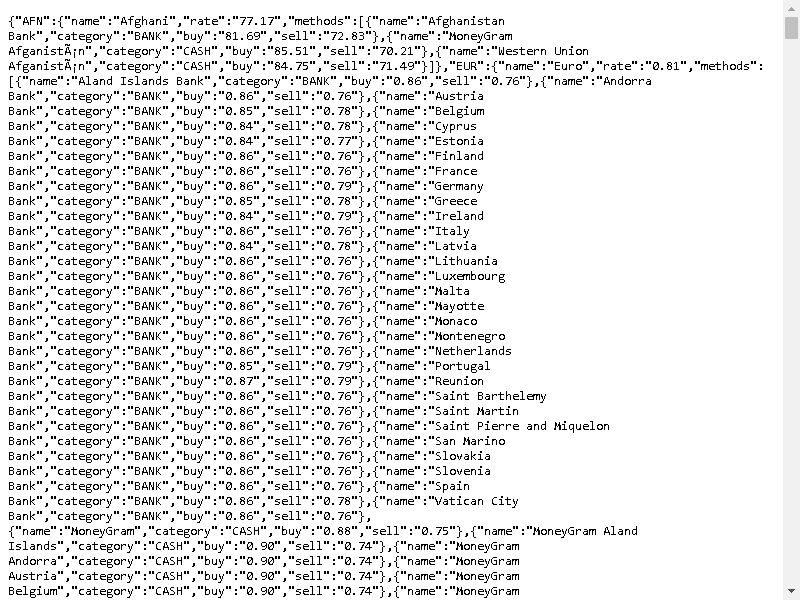 {"AFN":{"name":"Afghani","rate":"77.17","methods":[{"name":"Afghanistan
Bank","category":"BANK","buy":"81.69","sell":"72.83"},{"name":"MoneyGram
AfganistÃ¡n","category":"CASH","buy":"85.51","sell":"70.21"},{"name":"Western Union
AfganistÃ¡n","category":"CASH","buy":"84.75","sell":"71.49"}]},"EUR":{"name":"Euro","rate":"0.81","methods":
[{"name":"Aland Islands Bank","category":"BANK","buy":"0.86","sell":"0.76"},{"name":"Andorra
Bank","category":"BANK","buy":"0.86","sell":"0.76"},{"name":"Austria
Bank","category":"BANK","buy":"0.85","sell":"0.78"},{"name":"Belgium
Bank","category":"BANK","buy":"0.84","sell":"0.78"},{"name":"Cyprus
Bank","category":"BANK","buy":"0.84","sell":"0.77"},{"name":"Estonia
Bank","category":"BANK","buy":"0.86","sell":"0.76"},{"name":"Finland
Bank","category":"BANK","buy":"0.86","sell":"0.76"},{"name":"France
Bank","category":"BANK","buy":"0.86","sell":"0.79"},{"name":"Germany
Bank","category":"BANK","buy":"0.85","sell":"0.78"},{"name":"Greece
Bank","category":"BANK","buy":"0.84","sell":"0.79"},{"name":"Ireland
Bank","category":"BANK","buy":"0.86","sell":"0.76"},{"name":"Italy
Bank","category":"BANK","buy":"0.84","sell":"0.78"},{"name":"Latvia
Bank","category":"BANK","buy":"0.86","sell":"0.76"},{"name":"Lithuania
Bank","category":"BANK","buy":"0.86","sell":"0.76"},{"name":"Luxembourg
Bank","category":"BANK","buy":"0.86","sell":"0.76"},{"name":"Malta
Bank","category":"BANK","buy":"0.86","sell":"0.76"},{"name":"Mayotte
Bank","category":"BANK","buy":"0.86","sell":"0.76"},{"name":"Monaco
Bank","category":"BANK","buy":"0.86","sell":"0.76"},{"name":"Montenegro
Bank","category":"BANK","buy":"0.86","sell":"0.76"},{"name":"Netherlands
Bank","category":"BANK","buy":"0.85","sell":"0.79"},{"name":"Portugal
Bank","category":"BANK","buy":"0.87","sell":"0.79"},{"name":"Reunion
Bank","category":"BANK","buy":"0.86","sell":"0.76"},{"name":"Saint Barthelemy
Bank","category":"BANK","buy":"0.86","sell":"0.76"},{"name":"Saint Martin
Bank","category":"BANK","buy":"0.86","sell":"0.76"},{"name":"Saint Pierre and Miquelon
Bank","category":"BANK","buy":"0.86","sell":"0.76"},{"name":"San Marino
Bank","category":"BANK","buy":"0.86","sell":"0.76"},{"name":"Slovakia
Bank","category":"BANK","buy":"0.86","sell":"0.76"},{"name":"Slovenia
Bank","category":"BANK","buy":"0.86","sell":"0.76"},{"name":"Spain
Bank","category":"BANK","buy":"0.86","sell":"0.78"},{"name":"Vatican City
Bank","category":"BANK","buy":"0.86","sell":"0.76"},
{"name":"MoneyGram","category":"CASH","buy":"0.88","sell":"0.75"},{"name":"MoneyGram Aland
Islands","category":"CASH","buy":"0.90","sell":"0.74"},{"name":"MoneyGram
Andorra","category":"CASH","buy":"0.90","sell":"0.74"},{"name":"MoneyGram
Austria","category":"CASH","buy":"0.90","sell":"0.74"},{"name":"MoneyGram
Belgium","category":"CASH","buy":"0.90","sell":"0.74"},{"name":"MoneyGram